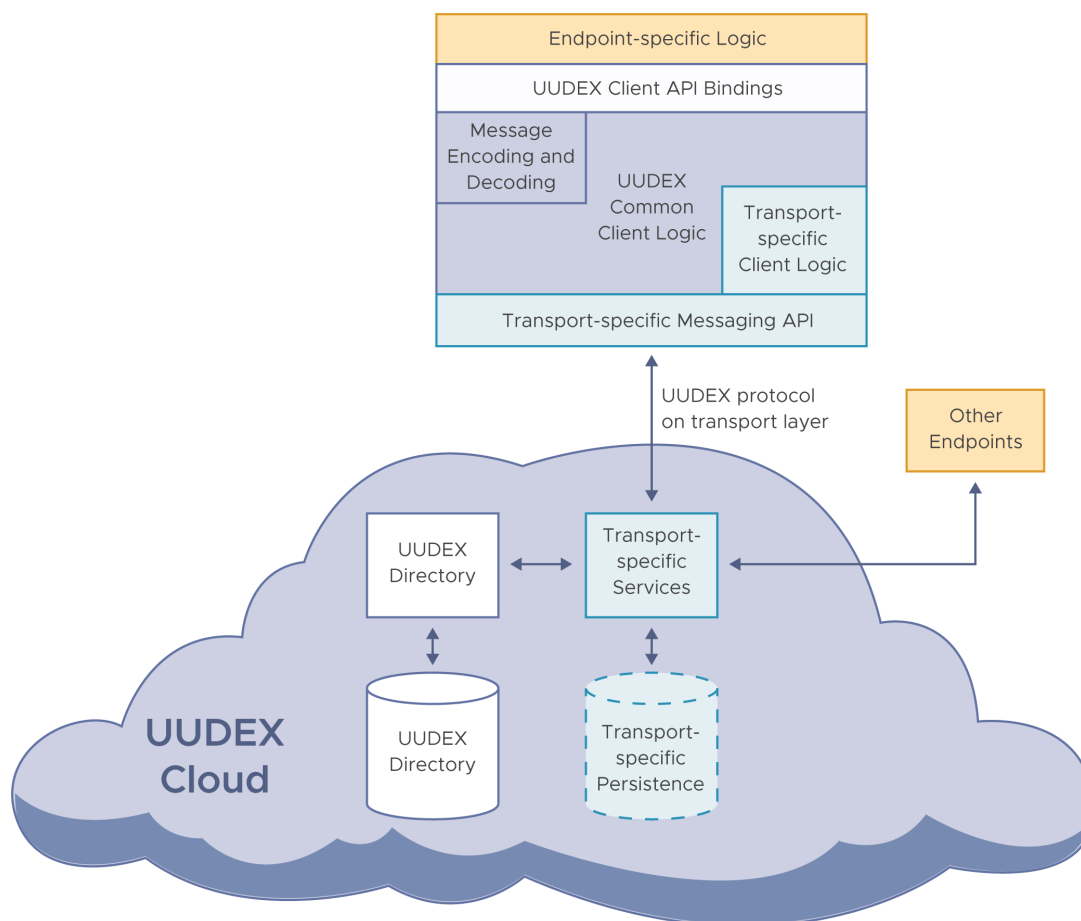 Endpoint-specific Logic
UUDEX Client API Bindings
Message
Encoding and
Decoding
UUDEX
Common
Client Logic
Transport-
specific
Client Logic
Transport-specific Messaging API
UUDEX protocol
on transport layer
Other
Endpoints
UUDEX
Directory
Transport-
specific
Services
UUDEX
Cloud
UUDEX
Directory
Transport-
specific
Persistence